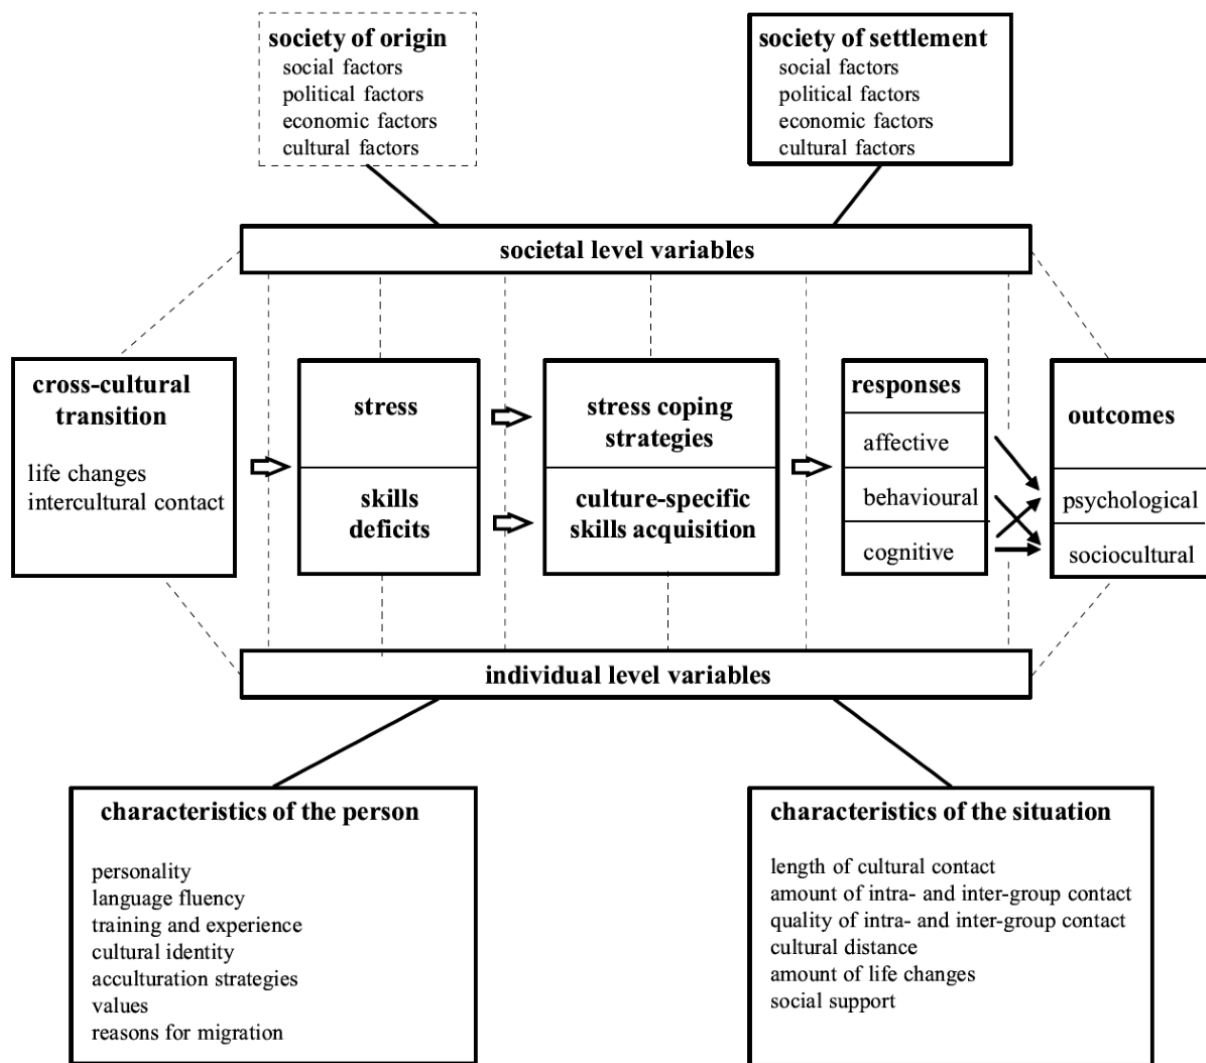 society of origin
social factors
political factors
economic factors
cultural factors
society of settlement
social factors
political factors
economic factors
cultural factors
societal level variables
cross-cultural
transition
life changes
intercultural contact
stress
skills
deficits
stress coping
strategies
culture-specific
skills acquisition
responses
affective
behavioural
cognitive
outcomes
psychological
sociocultural
individual level variables
characteristics of the person
personality
language fluency
training and experience
cultural identity
acculturation strategies
values
reasons for migration
characteristics of the situation
length of cultural contact
amount of intra- and inter-group contact
quality of intra- and inter-group contact
cultural distance
amount of life changes
social support